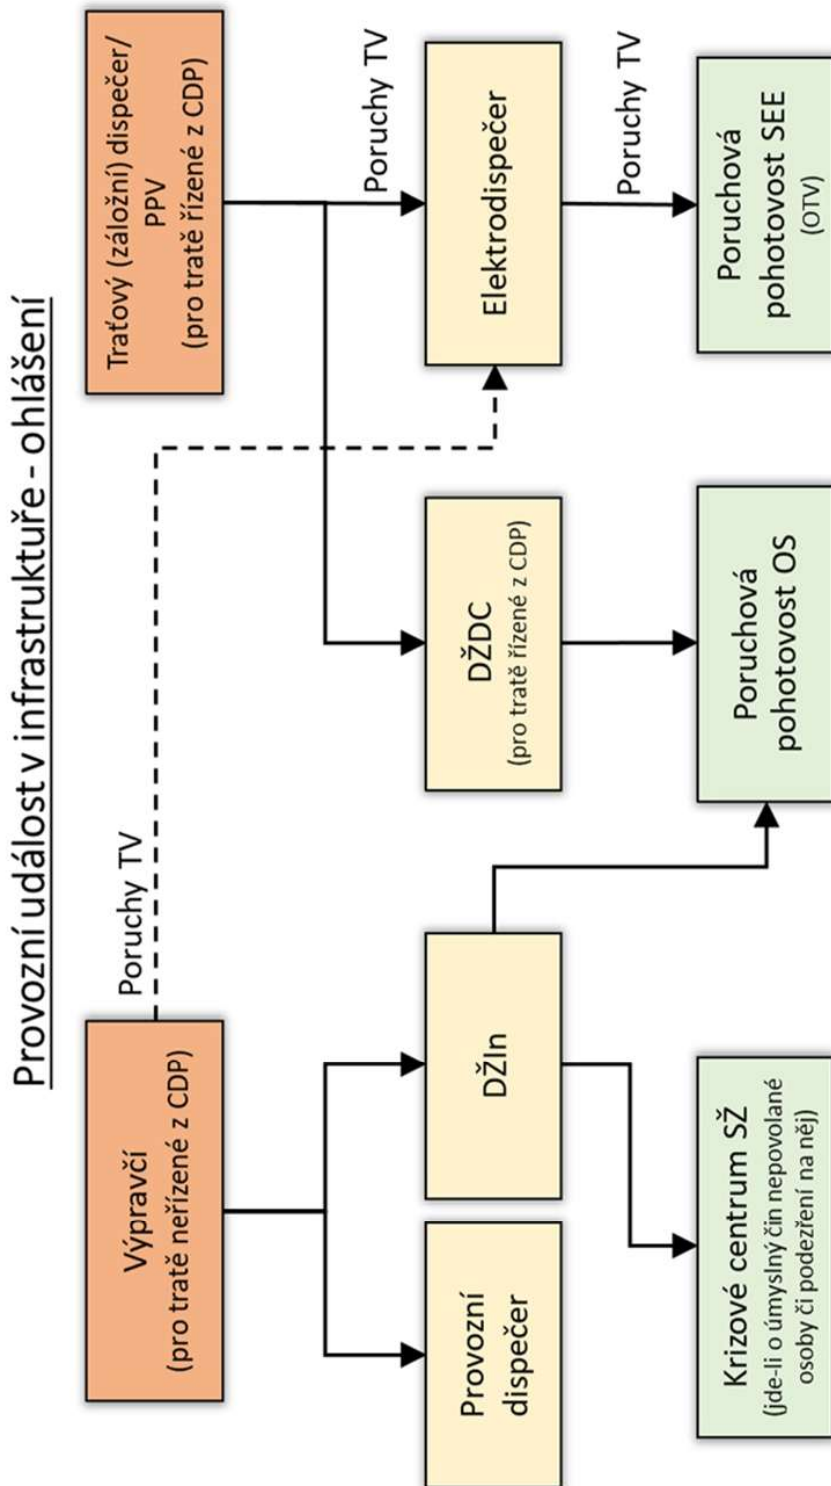 Provozní událost v infrastruktuře - ohlášení
Výpravčí
(pro tratě neřízené z CDP)
Poruchy TV
Traťový (záložní) dispečer/
PPV
(pro tratě řízené z CDP)
Poruchy TV
Provozní
dispečer
DŽIn
DŽDC
(pro tratě řízené z CDP)
Elektrodispečer
Poruchy TV
Krizové centrum SŽ
(jde-li o úmyslný čin nepovolané
osoby či podezření na něj)
Poruchová
pohotovost OS
Poruchová
pohotovost SEE
(OTV)